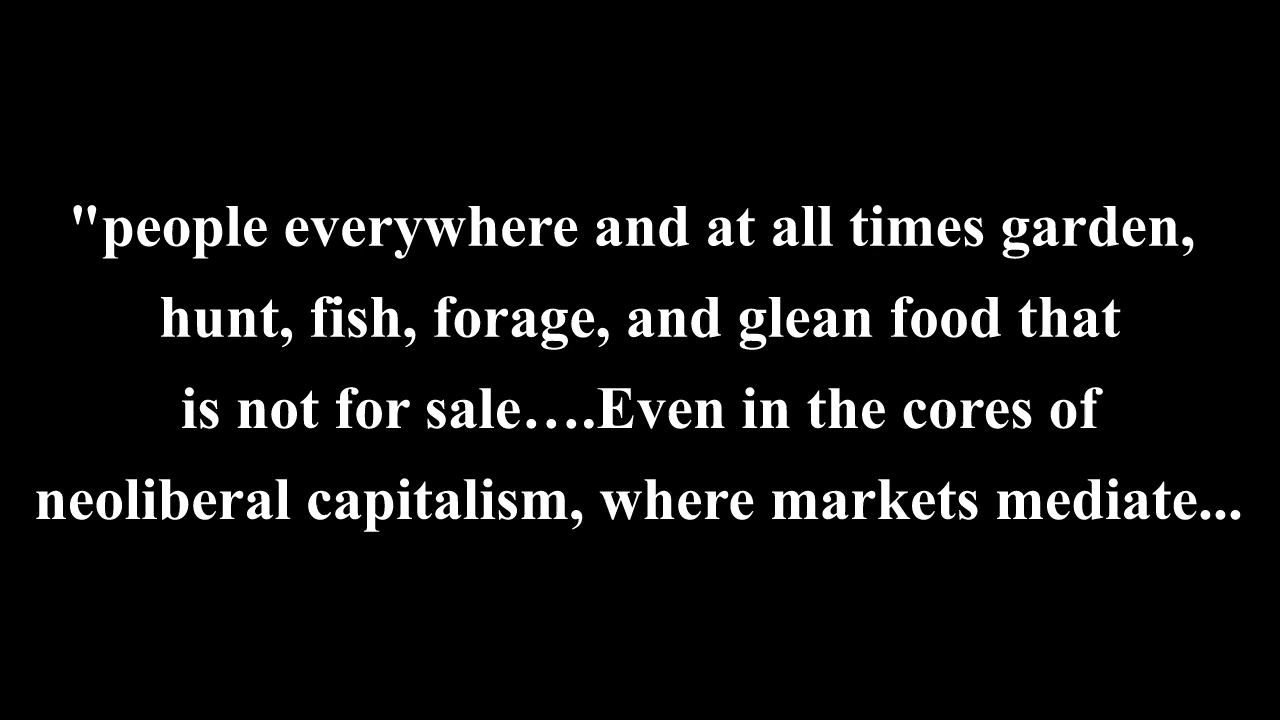 "people everywhere and at all times garden,
hunt, fish, forage, and glean food that
is not for sale….Even in the cores of
neoliberal capitalism, where markets mediate...